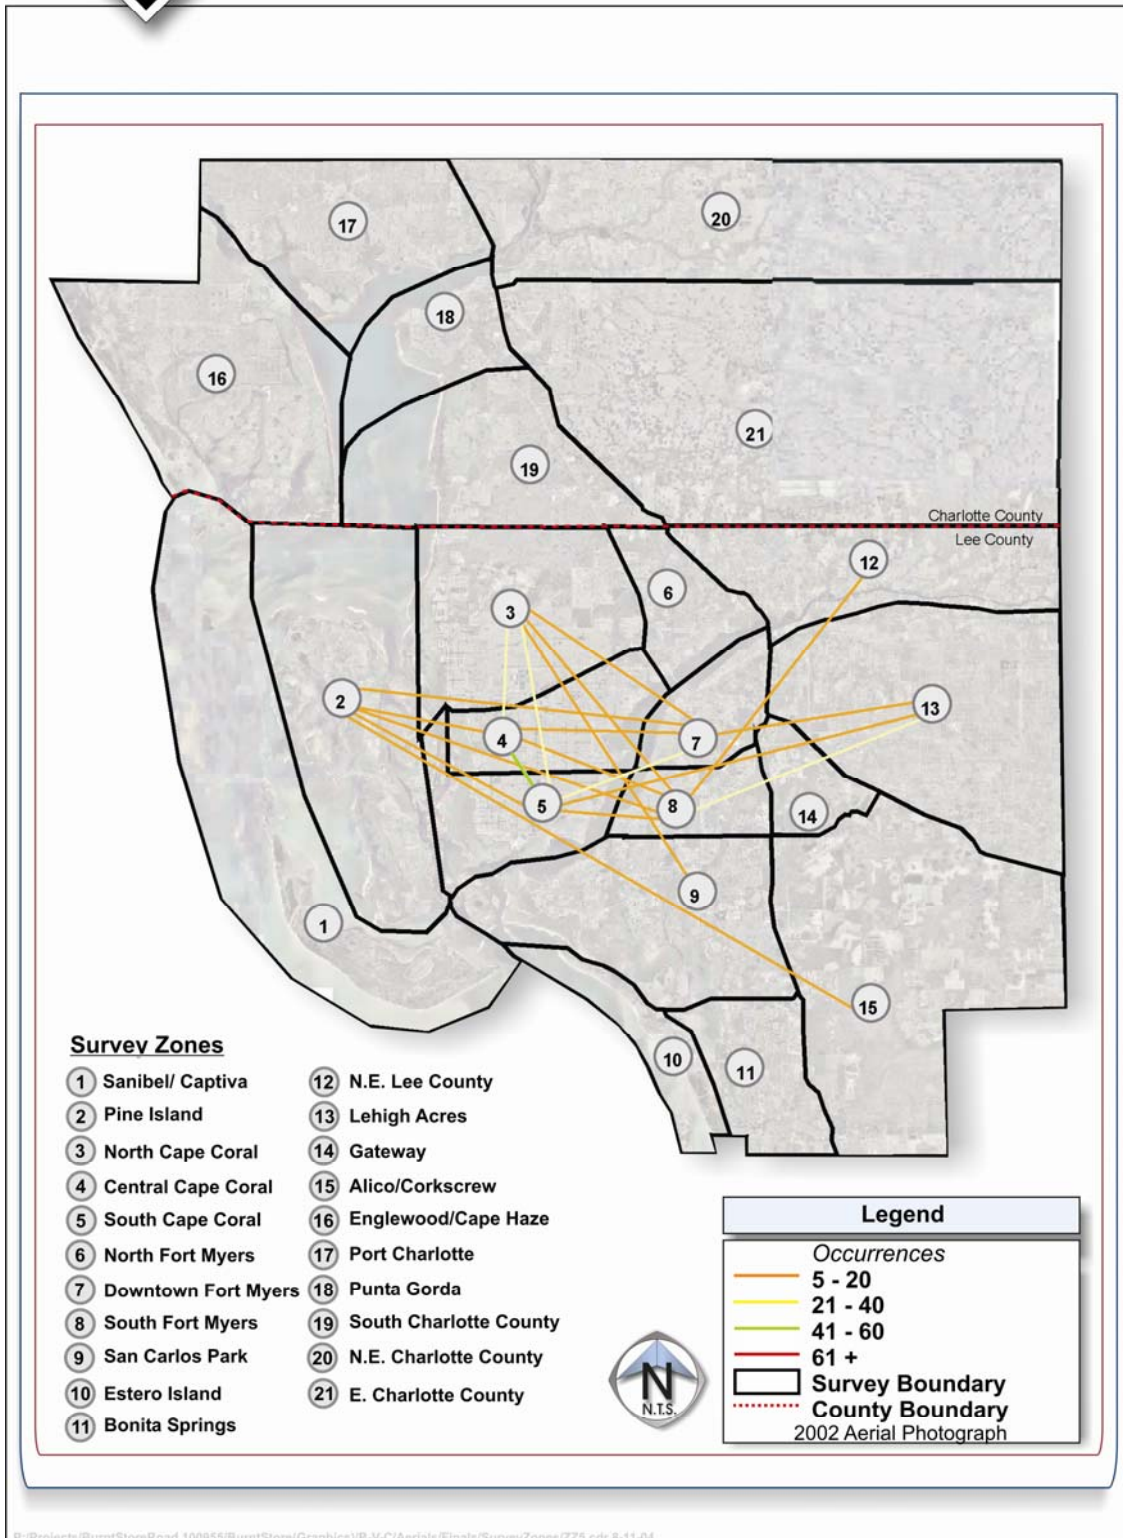 17
20
18
16
21
19
Charlotte County
Lee County
12
6
3
2
13
4
7
5
8
14
9
1
15
10
11
Survey Zones
1 Sanibel/ Captiva
2 Pine Island
3 North Cape Coral
4 Central Cape Coral
5 South Cape Coral
6 North Fort Myers
7 Downtown Fort Myers
8 South Fort Myers
9 San Carlos Park
10 Estero Island
11 Bonita Springs
12 N.E. Lee County
13 Lehigh Acres
14 Gateway
15 Alico/Corkscrew
16 Englewood/Cape Haze
17 Port Charlotte
18 Punta Gorda
19 South Charlotte County
20 N.E. Charlotte County
21 E. Charlotte County
N
N.T.S.
Legend
Occurrences
5 - 20
21 - 40
41 - 60
61 +
Survey Boundary
County Boundary
2002 Aerial Photograph